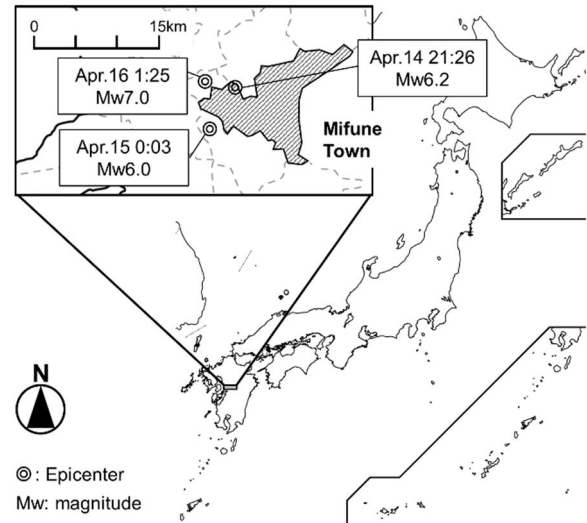 0 15km
Apr.16 1:25
Mw7.0
Apr.14 21:26
Mw6.2
Apr.15 0:03
Mw6.0
Mifune
Town
N
◎: Epicenter
Mw: magnitude